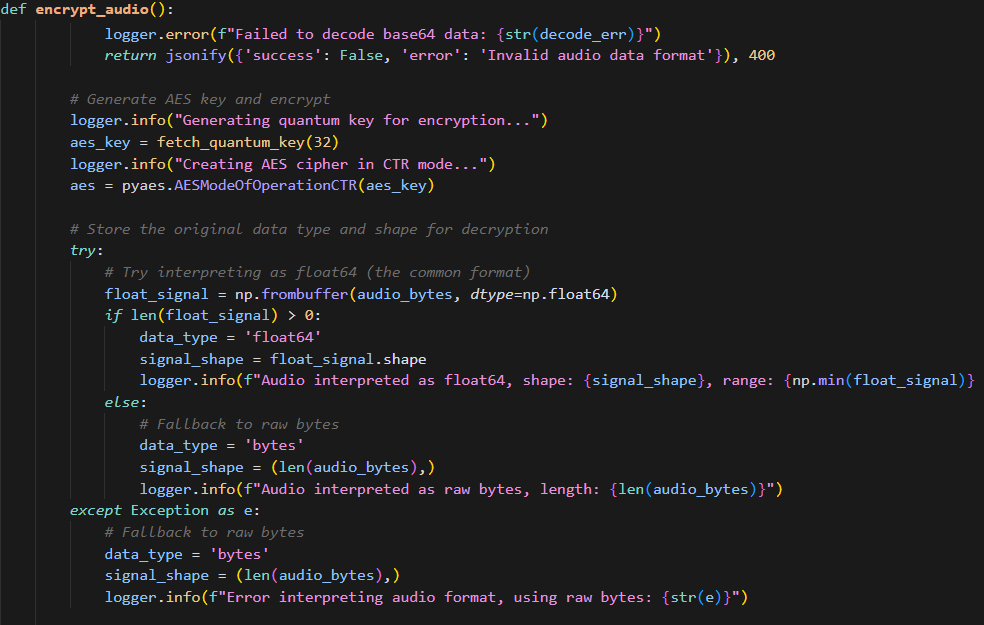 def encrypt_audio():
            logger.error(f"Failed to decode base64 data: {str(decode_err)}")
            return jsonify({'success': False, 'error': 'Invalid audio data format'}), 400

        # Generate AES key and encrypt
        logger.info("Generating quantum key for encryption...")
        aes_key = fetch_quantum_key(32)
        logger.info("Creating AES cipher in CTR mode...")
        aes = pyaes.AESModeOfOperationCTR(aes_key)

        # Store the original data type and shape for decryption
        try:
            # Try interpreting as float64 (the common format)
            float_signal = np.frombuffer(audio_bytes, dtype=np.float64)
            if len(float_signal) > 0:
                data_type = 'float64'
                signal_shape = float_signal.shape
                logger.info(f"Audio interpreted as float64, shape: {signal_shape}, range: {np.min(float_signal)}
            else:
                # Fallback to raw bytes
                data_type = 'bytes'
                signal_shape = (len(audio_bytes),)
                logger.info(f"Audio interpreted as raw bytes, length: {len(audio_bytes)}")
        except Exception as e:
            # Fallback to raw bytes
            data_type = 'bytes'
            signal_shape = (len(audio_bytes),)
            logger.info(f"Error interpreting audio format, using raw bytes: {str(e)}")